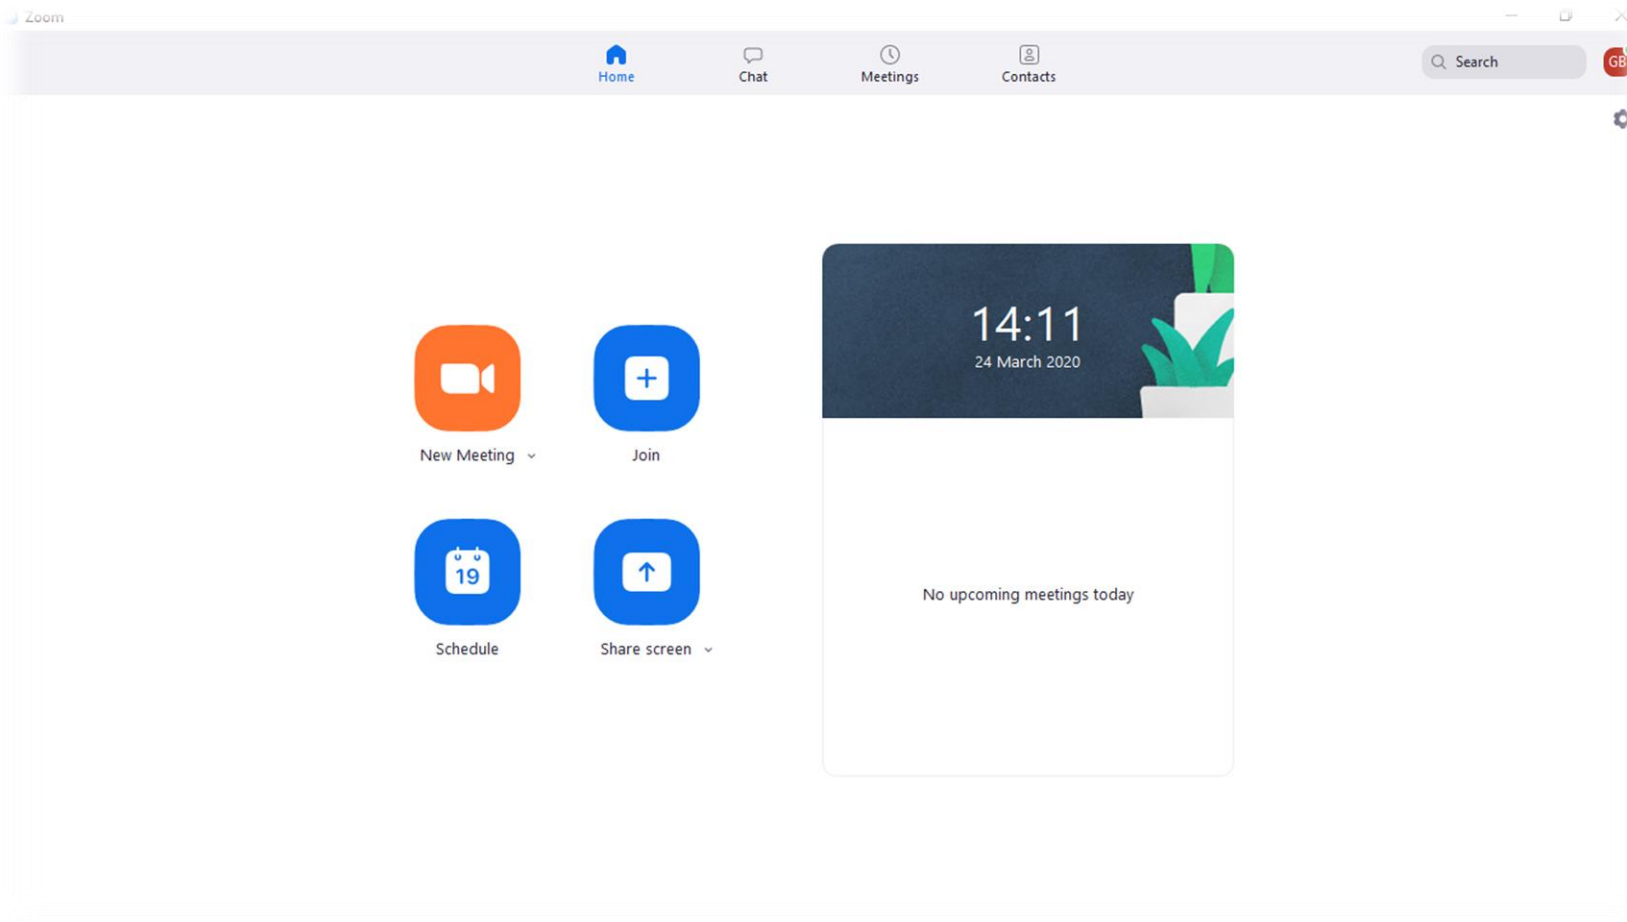 Zoom
Home
Chat
Meetings
Contacts
Search
GB
14:11
24 March 2020
New Meeting
Join
19
Schedule
Share screen
No upcoming meetings today